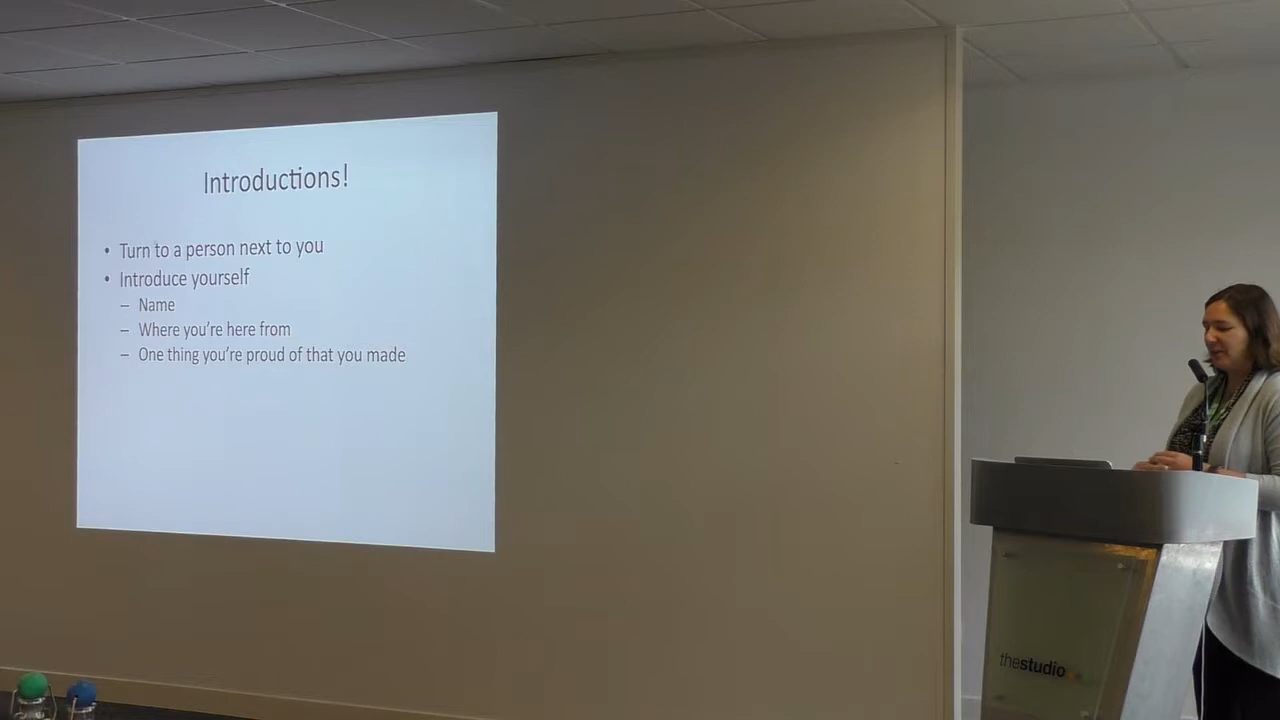 Introductions!
• Turn to a person next to you
• Introduce yourself
– Name
– Where you're here from
– One thing you're proud of that you made
thestudio